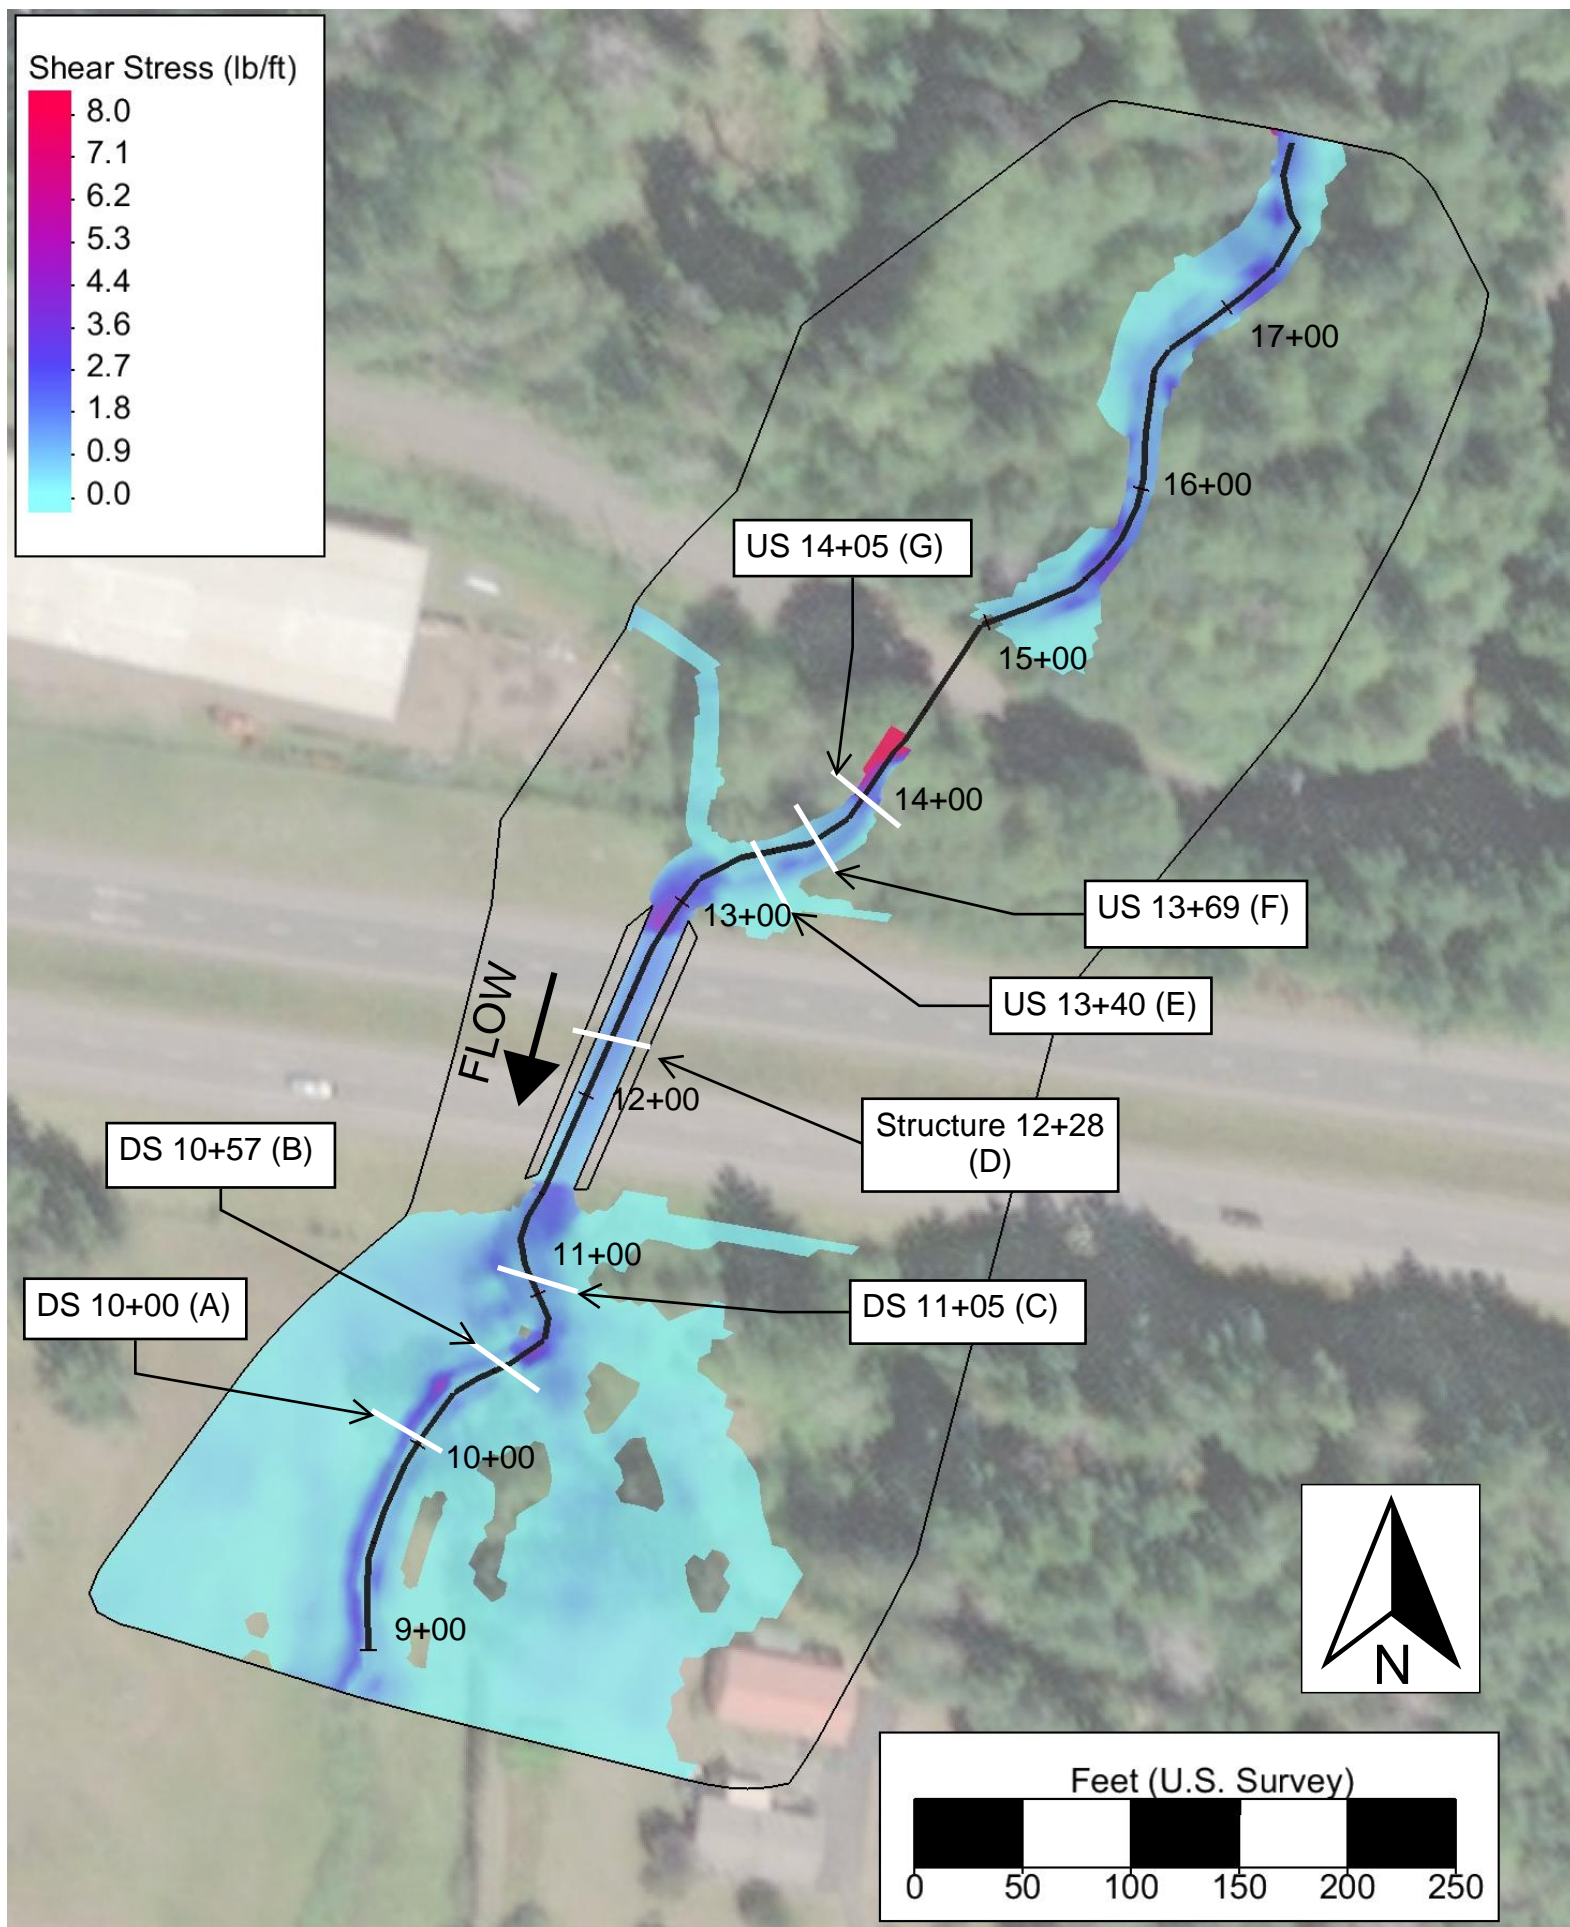 Shear Stress (lb/ft)
8.0
7.1
6.2
5.3
4.4
3.6
2.7
1.8
0.9
0.0
17+00
16+00
US 14+05 (G)
15+00
14+00
US 13+69 (F)
13+00
US 13+40 (E)
FLOW
12+00
Structure 12+28
(D)
DS 10+57 (B)
11+00
DS 10+00 (A)
DS 11+05 (C)
10+00
9+00
N
Feet (U.S. Survey)
0 50 100 150 200 250